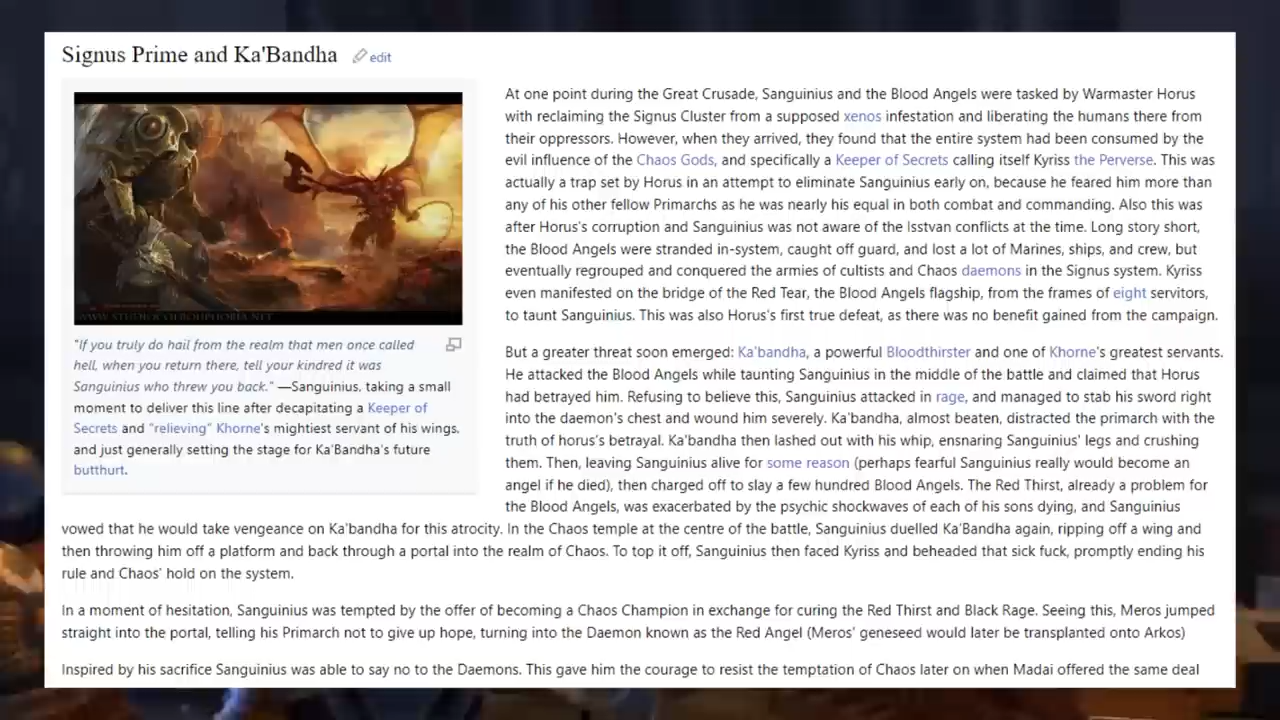 Signus Prime and Ka'Bandha edit
At one point during the Great Crusade, Sanguinius and the Blood Angels were tasked by Warmaster Horus
with reclaiming the Signus Cluster from a supposed xenos infestation and liberating the humans there from
their oppressors. However, when they arrived, they found that the entire system had been consumed by the
evil influence of the Chaos Gods, and specifically a Keeper of Secrets calling itself Kyriss the Perverse. This was
actually a trap set by Horus in an attempt to eliminate Sanguinius early on, because he feared him more than
any of his other fellow Primarchs as he was nearly his equal in both combat and commanding. Also this was
after Horus's corruption and Sanguinius was not aware of the Isstvan conflicts at the time. Long story short,
the Blood Angels were stranded in-system, caught off guard, and lost a lot of Marines, ships, and crew, but
eventually regrouped and conquered the armies of cultists and Chaos daemons in the Signus system. Kyriss
even manifested on the bridge of the Red Tear, the Blood Angels flagship, from the frames of eight servitors,
to taunt Sanguinius. This was also Horus's first true defeat, as there was no benefit gained from the campaign.
"If you truly do hail from the realm that men once called
hell, when you return there, tell your kindred it was
Sanguinius who threw you back." —Sanguinius, taking a small
moment to deliver this line after decapitating a Keeper of
Secrets and "relieving" Khorne's mightiest servant of his wings,
and just generally setting the stage for Ka'Bandha's future
butthurt.
But a greater threat soon emerged: Ka'bandha, a powerful Bloodthirster and one of Khorne's greatest servants.
He attacked the Blood Angels while taunting Sanguinius in the middle of the battle and claimed that Horus
had betrayed him. Refusing to believe this, Sanguinius attacked in rage, and managed to stab his sword right
into the daemon's chest and wound him severely. Ka'bandha, almost beaten, distracted the primarch with the
truth of horus's betrayal. Ka'bandha then lashed out with his whip, ensnaring Sanguinius' legs and crushing
them. Then, leaving Sanguinius alive for some reason (perhaps fearful Sanguinius really would become an
angel if he died), then charged off to slay a few hundred Blood Angels. The Red Thirst, already a problem for
the Blood Angels, was exacerbated by the psychic shockwaves of each of his sons dying, and Sanguinius
vowed that he would take vengeance on Ka'bandha for this atrocity. In the Chaos temple at the centre of the battle, Sanguinius duelled Ka'Bandha again, ripping off a wing and
then throwing him off a platform and back through a portal into the realm of Chaos. To top it off, Sanguinius then faced Kyriss and beheaded that sick fuck, promptly ending his
rule and Chaos' hold on the system.
In a moment of hesitation, Sanguinius was tempted by the offer of becoming a Chaos Champion in exchange for curing the Red Thirst and Black Rage. Seeing this, Meros jumped
straight into the portal, telling his Primarch not to give up hope, turning into the Daemon known as the Red Angel (Meros' geneseed would later be transplanted onto Arkos)
Inspired by his sacrifice Sanguinius was able to say no to the Daemons. This gave him the courage to resist the temptation of Chaos later on when Madai offered the same deal